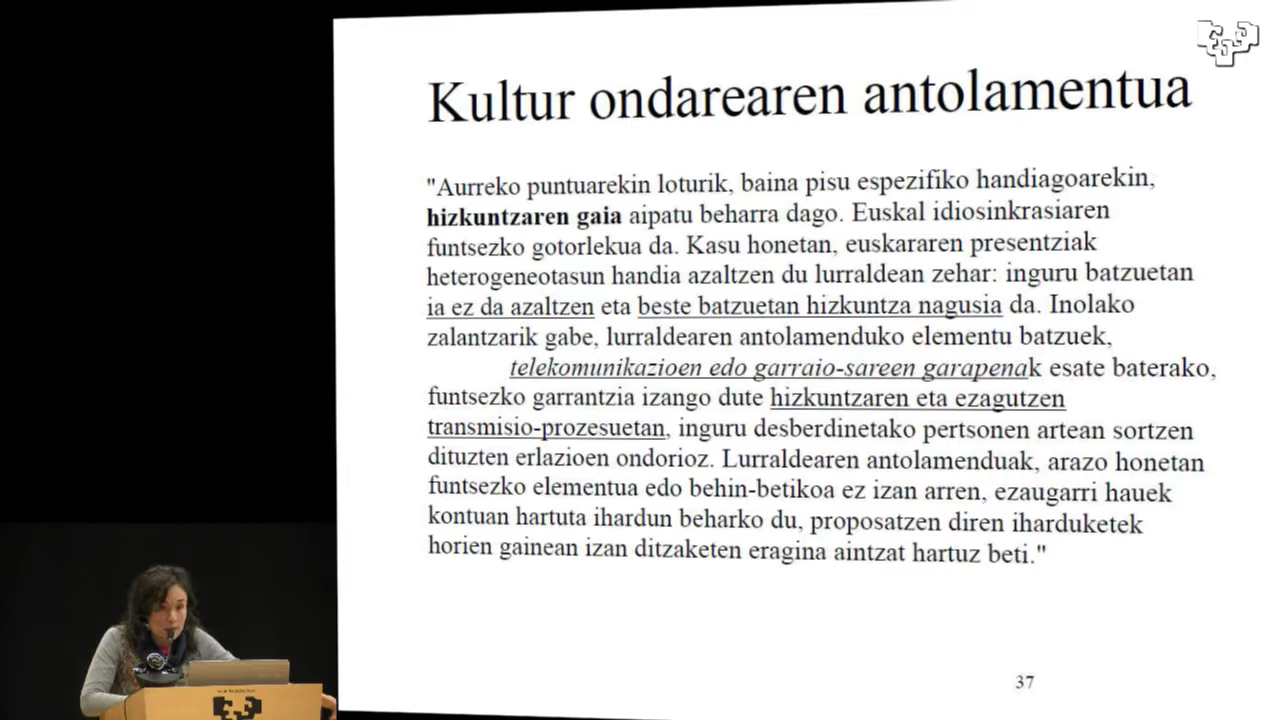 Kultur ondarearen antolamentua
"Aurreko puntuarekin loturik, baina pisu espezifiko handiagoarekin,
hizkuntzaren gaia aipatu beharra dago. Euskal idiosinkrasiaren
funtsezko gotorlekua da. Kasu honetan, euskararen presentziak
heterogeneotasun handia azaltzen du lurraldean zehar: inguru batzuetan
ia ez da azaltzen eta beste batzuetan hizkuntza nagusia da. Inolako
zalantzarik gabe, lurraldearen antolamenduko elementu batzuek,
telekomunikazioen edo garraio-sareen garapenak esate baterako,
funtsezko garrantzia izango dute hizkuntzaren eta ezagutzen
transmisio-prozesuetan, inguru desberdinetako pertsonen artean sortzen
dituzten erlazioen ondorioz. Lurraldearen antolamenduak, arazo honetan
funtsezko elementua edo behin-betikoa ez izan arren, ezaugarri hauek
kontuan hartuta ihardun beharko du, proposatzen diren iharduketek
horien gainean izan ditzaketen eragina aintzat hartuz beti."
37